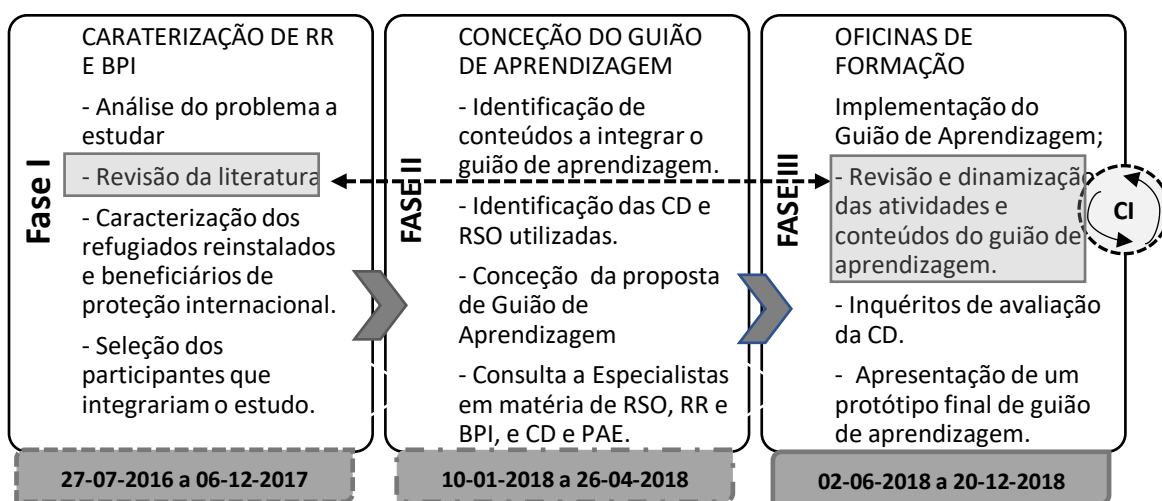 Fase I
CARATERIZAÇÃO DE RR
E BPI
- Análise do problema a
estudar
- Revisão da literatura
- Caracterização dos
refugiados reinstalados
e beneficiários de
proteção internacional.
- Seleção dos
participantes que
integrariam o estudo.
27-07-2016 a 06-12-2017
FASE II
CONCEÇÃO DO GUIÃO
DE APRENDIZAGEM
- Identificação de
conteúdos a integrar o
guião de aprendizagem.
- Identificação das CD e
RSO utilizadas.
- Conceção da proposta
de Guião de
Aprendizagem
- Consulta a Especialistas
em matéria de RSO, RR e
BPI, e CD e PAE.
10-01-2018 a 26-04-2018
FASE III
OFICINAS DE
FORMAÇÃO
Implementação do
Guião de Aprendizagem;
- Revisão e dinamização
das atividades e
conteúdos do guião de
aprendizagem.
- Inquéritos de avaliação
da CD.
- Apresentação de um
protótipo final de guião
de aprendizagem.
02-06-2018 a 20-12-2018
CI